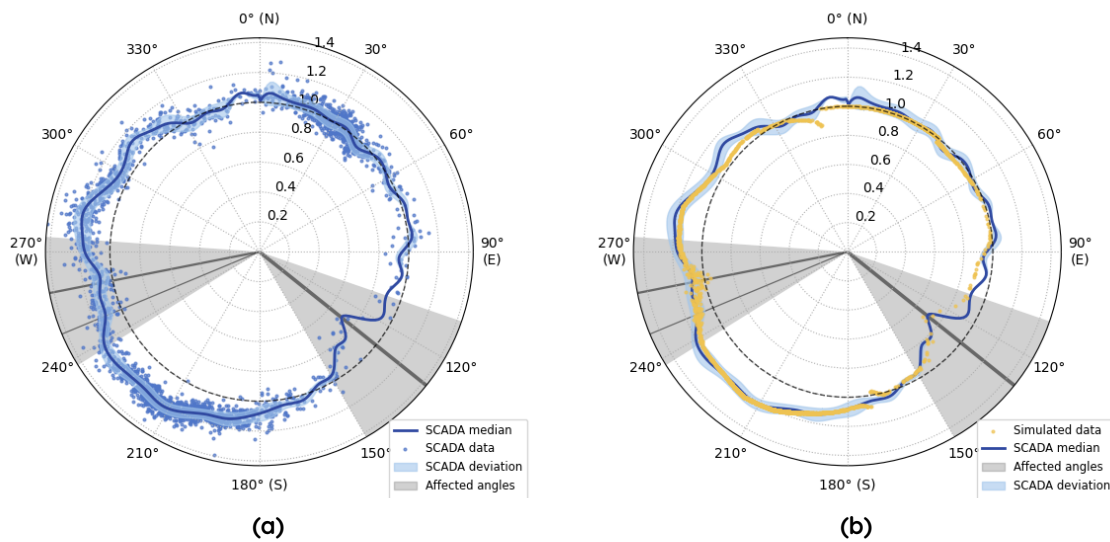 0° (N)
330°
30°
300°
60°
270°
(W)
90°
(E)
240°
120°
210°
150°
180° (S)
1.4
1.2
1.0
0.8
0.6
0.4
0.2
SCADA median
SCADA data
SCADA deviation
Affected angles
(a)
0° (N)
330°
30°
300°
60°
270°
(W)
90°
(E)
240°
120°
210°
150°
180° (S)
1.4
1.2
1.0
0.8
0.6
0.4
0.2
Simulated data
SCADA median
Affected angles
SCADA deviation
(b)